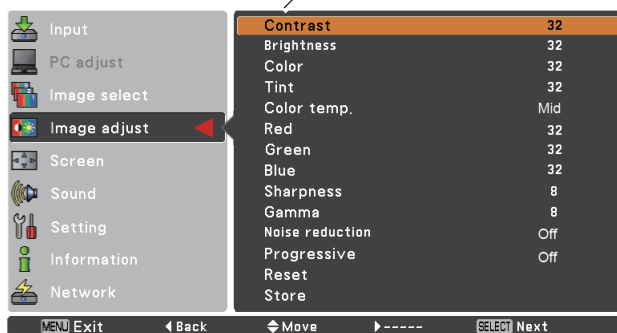 Input
PC adjust
Image select
Image adjust
Screen
Sound
Setting
Information
Network
Contrast 32
Brightness 32
Color 32
Tint 32
Color temp. Mid
Red 32
Green 32
Blue 32
Sharpness 8
Gamma 8
Noise reduction Off
Progressive Off
Reset
Store
MENU Exit Back Move ----- SELECT Next